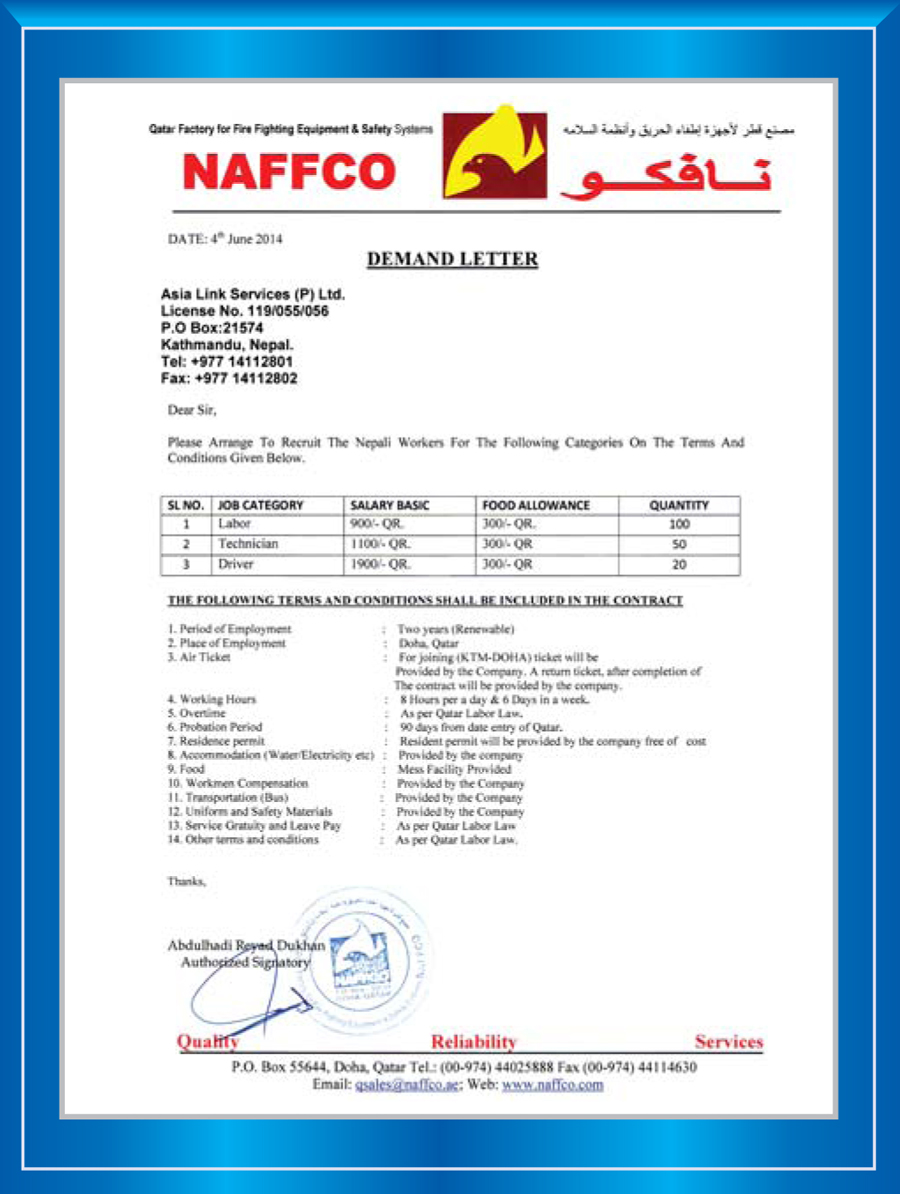 Qatar Factory for Fire Fighting Equipment & Safety Systems
مصنع قطر لأجهزة إطفاء الحريق وأنظمة السلامه
NAFFCO
نافكو
DATE: 4th June 2014
DEMAND LETTER
Asia Link Services (P) Ltd.
License No. 119/055/056
P.O Box:21574
Kathmandu, Nepal.
Tel: +977 14112801
Fax: +977 14112802
Dear Sir,
Please Arrange To Recruit The Nepali Workers For The Following Categories On The Terms And
Conditions Given Below.
SL NO. JOB CATEGORY SALARY BASIC FOOD ALLOWANCE QUANTITY
1 Labor 900/- QR. 300/- QR. 100
2 Technician 1100/- QR. 300/- QR 50
3 Driver 1900/- QR. 300/- QR 20
THE FOLLOWING TERMS AND CONDITIONS SHALL BE INCLUDED IN THE CONTRACT
1. Period of Employment : Two years (Renewable)
2. Place of Employment : Doha, Qatar
3. Air Ticket : For joining (KTM-DOHA) ticket will be
Provided by the Company. A return ticket, after completion of
The contract will be provided by the company.
4. Working Hours : 8 Hours per a day & 6 Days in a week.
5. Overtime : As per Qatar Labor Law.
6. Probation Period : 90 days from date entry of Qatar.
7. Residence permit : Resident permit will be provided by the company free of cost
8. Accommodation (Water/Electricity etc) : Provided by the company
9. Food : Mess Facility Provided
10. Workmen Compensation : Provided by the Company
11. Transportation (Bus) : Provided by the Company
12. Uniform and Safety Materials : Provided by the Company
13. Service Gratuity and Leave Pay : As per Qatar Labor Law
14. Other terms and conditions : As per Qatar Labor Law.
Thanks,
Abdulhadi Reyad Dukhan
Authorized Signatory
Quality Reliability Services
P.O. Box 55644, Doha, Qatar Tel.: (00-974) 44025888 Fax (00-974) 44114630
Email: qsales@naffco.ae; Web: www.naffco.com